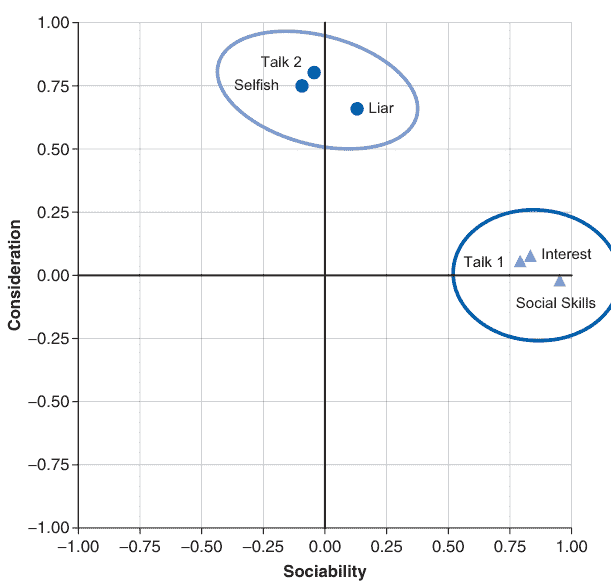 1.00
0.75
0.50
0.25
0.00
−0.25
−0.50
−0.75
−1.00
Consideration
Talk 2
Selfish
Liar
Talk 1
Interest
Social Skills
−1.00 −0.75 −0.50 −0.25 0.00 0.25 0.50 0.75 1.00
Sociability